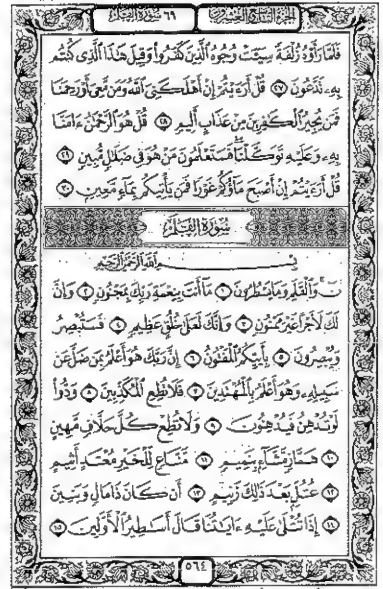 الجزء التاسع والعشرون ٦٩ سورة القلم
فَلَمَّا رَأَوْهُ زُلْفَةً سِيٓـَٔتْ وُجُوهُ ٱلَّذِينَ كَفَرُوا۟ وَقِيلَ هَٰذَا ٱلَّذِى كُنتُم
بِهِۦ تَدَّعُونَ ٢٧ قُلْ أَرَءَيْتُمْ إِنْ أَهْلَكَنِىَ ٱللَّهُ وَمَن مَّعِىَ أَوْ رَحِمَنَا
فَمَن يُجِيرُ ٱلْكَٰفِرِينَ مِنْ عَذَابٍ أَلِيمٍ ٢٨ قُلْ هُوَ ٱلرَّحْمَٰنُ ءَامَنَّا
بِهِۦ وَعَلَيْهِ تَوَكَّلْنَا فَسَتَعْلَمُونَ مَنْ هُوَ فِى ضَلَٰلٍ مُّبِينٍ ٢٩
قُلْ أَرَءَيْتُمْ إِنْ أَصْبَحَ مَآؤُكُمْ غَوْرًا فَمَن يَأْتِيكُم بِمَآءٍ مَّعِينٍۭ ٣٠
سُورَةُ القَلَمِ
بِسْمِ ٱللَّهِ ٱلرَّحْمَٰنِ ٱلرَّحِيمِ
نٓ وَٱلْقَلَمِ وَمَا يَسْطُرُونَ ١ مَآ أَنتَ بِنِعْمَةِ رَبِّكَ بِمَجْنُونٍ ٢ وَإِنَّ
لَكَ لَأَجْرًا غَيْرَ مَمْنُونٍ ٣ وَإِنَّكَ لَعَلَىٰ خُلُقٍ عَظِيمٍ ٤ فَسَتُبْصِرُ
وَيُبْصِرُونَ ٥ بِأَييِّكُمُ ٱلْمَفْتُونُ ٦ إِنَّ رَبَّكَ هُوَ أَعْلَمُ بِمَن ضَلَّ عَن
سَبِيلِهِۦ وَهُوَ أَعْلَمُ بِٱلْمُهْتَدِينَ ٧ فَلَا تُطِعِ ٱلْمُكَذِّبِينَ ٨ وَدُّوا۟
لَوْ تُدْهِنُ فَيُدْهِنُونَ ٩ وَلَا تُطِعْ كُلَّ حَلَّافٍ مَّهِينٍ
١٠ هَمَّازٍ مَّشَّآءٍۭ بِنَمِيمٍ ١١ مَّنَّاعٍ لِّلْخَيْرِ مُعْتَدٍ أَثِيمٍ
١٢ عُتُلٍّۭ بَعْدَ ذَٰلِكَ زَنِيمٍ ١٣ أَن كَانَ ذَا مَالٍ وَبَنِينَ
١٤ إِذَا تُتْلَىٰ عَلَيْهِ ءَايَٰتُنَا قَالَ أَسَٰطِيرُ ٱلْأَوَّلِينَ ١٥
٥٦٤